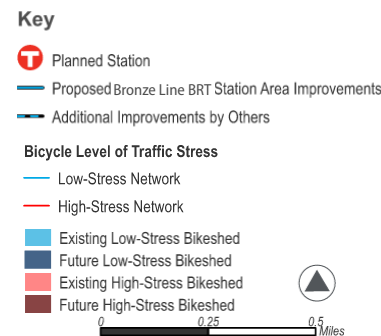 Key
T Planned Station
Proposed Bronze Line BRT Station Area Improvements
Additional Improvements by Others
Bicycle Level of Traffic Stress
Low-Stress Network
High-Stress Network
Existing Low-Stress Bikeshed
Future Low-Stress Bikeshed
Existing High-Stress Bikeshed
Future High-Stress Bikeshed
0 0.25 0.5
Miles